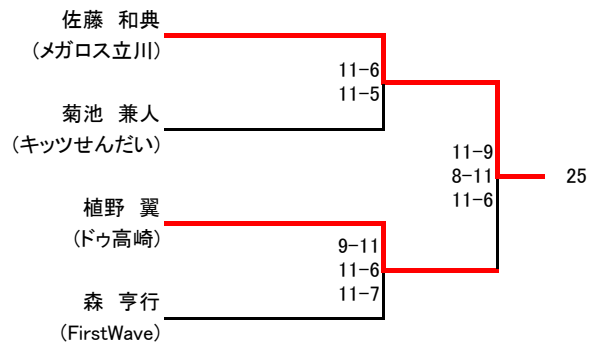 佐藤　和典
(メガロス立川)
11-6
11-5
菊池　兼人
(キッツせんだい)
11-9
8-11
11-6
25
植野　翼
(ドゥ高崎)
9-11
11-6
11-7
森　亨行
(FirstWave)